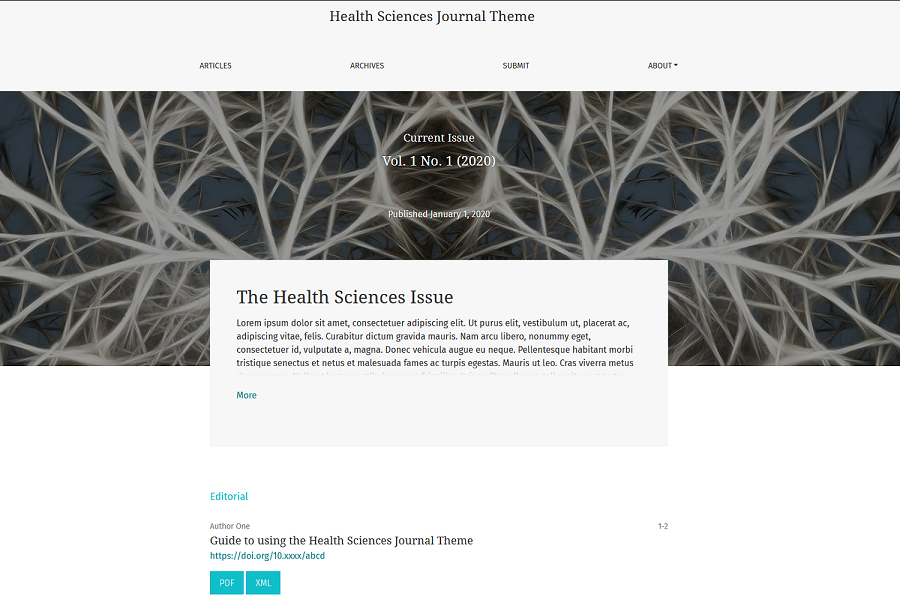 Health Sciences Journal Theme
ARTICLES ARCHIVES SUBMIT ABOUT
Current Issue
Vol. 1 No. 1 (2020)
Published January 1, 2020
The Health Sciences Issue
Lorem ipsum dolor sit amet, consectetuer adipiscing elit. Ut purus elit, vestibulum ut, placerat ac,
adipiscing vitae, felis. Curabitur dictum gravida mauris. Nam arcu libero, nonummy eget,
consectetuer id, vulputate a, magna. Donec vehicula augue eu neque. Pellentesque habitant morbi
tristique senectus et netus et malesuada fames ac turpis egestas. Mauris ut leo. Cras viverra metus
More
Editorial
Author One 1-2
Guide to using the Health Sciences Journal Theme
https://doi.org/10.xxxx/abcd
PDF XML